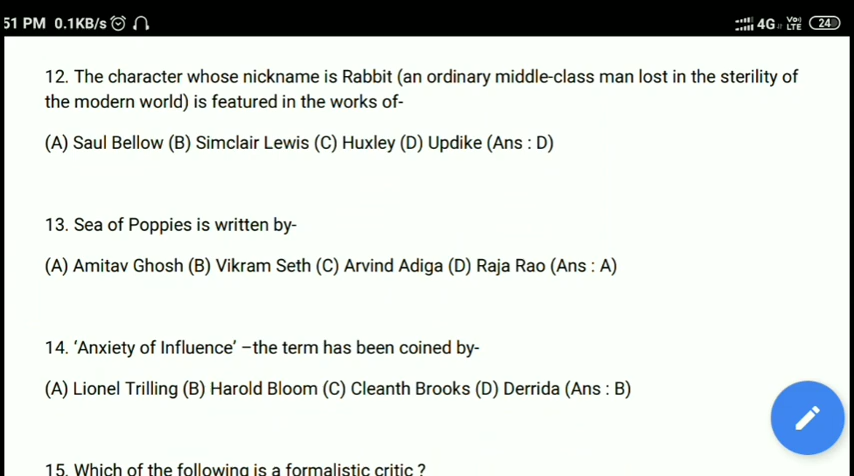 51 PM 0.1KB/s 4G Vo) LTE 24
12. The character whose nickname is Rabbit (an ordinary middle-class man lost in the sterility of
the modern world) is featured in the works of-
(A) Saul Bellow (B) Simclair Lewis (C) Huxley (D) Updike (Ans : D)
13. Sea of Poppies is written by-
(A) Amitav Ghosh (B) Vikram Seth (C) Arvind Adiga (D) Raja Rao (Ans : A)
14. ‘Anxiety of Influence’ –the term has been coined by-
(A) Lionel Trilling (B) Harold Bloom (C) Cleanth Brooks (D) Derrida (Ans : B)
15. Which of the following is a formalistic critic ?